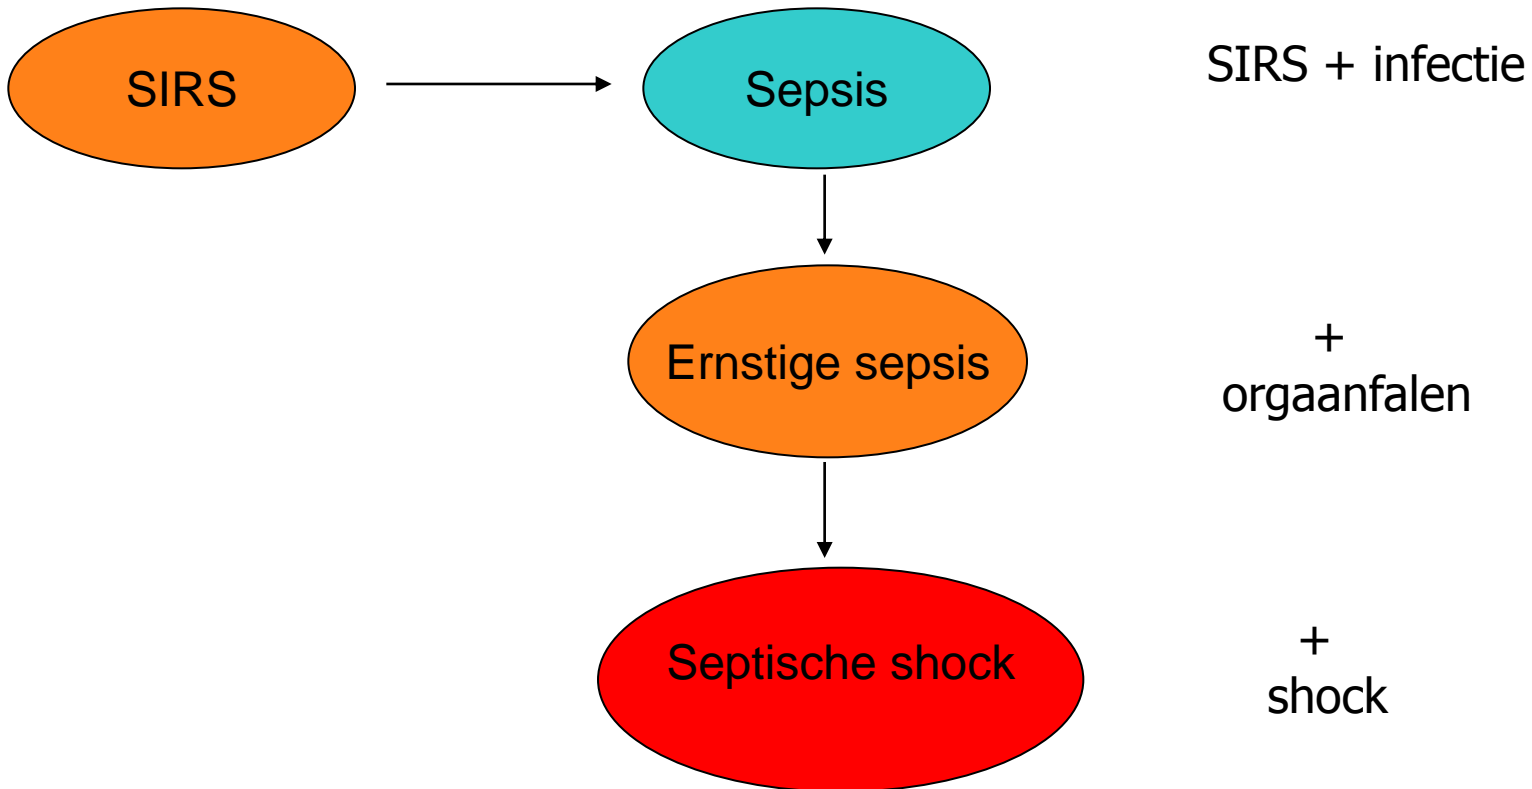 SIRS
Sepsis
SIRS + infectie
Ernstige sepsis
+
orgaanfalen
Septische shock
+
shock